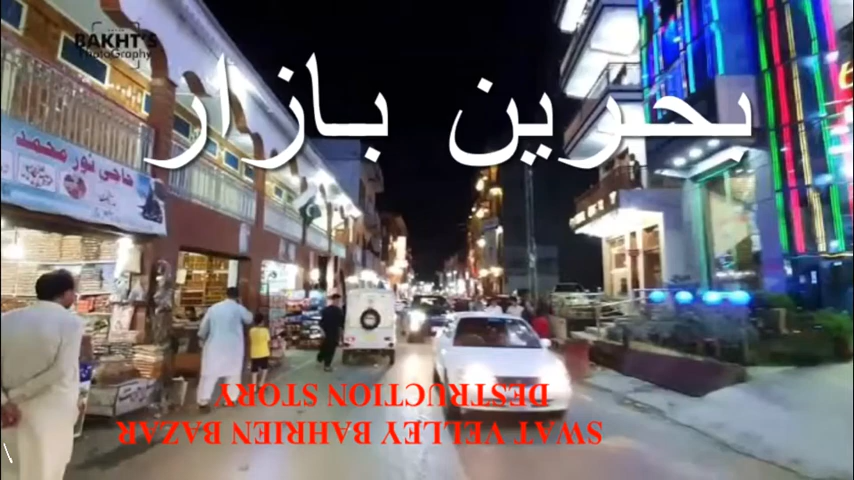 BAKHT'S
PHOTOGRAPHY
بحرین بازار
حاجی نور محمد
SWAT VELLEY BAHRIEN BAZAR
DESTRUCTION STORY